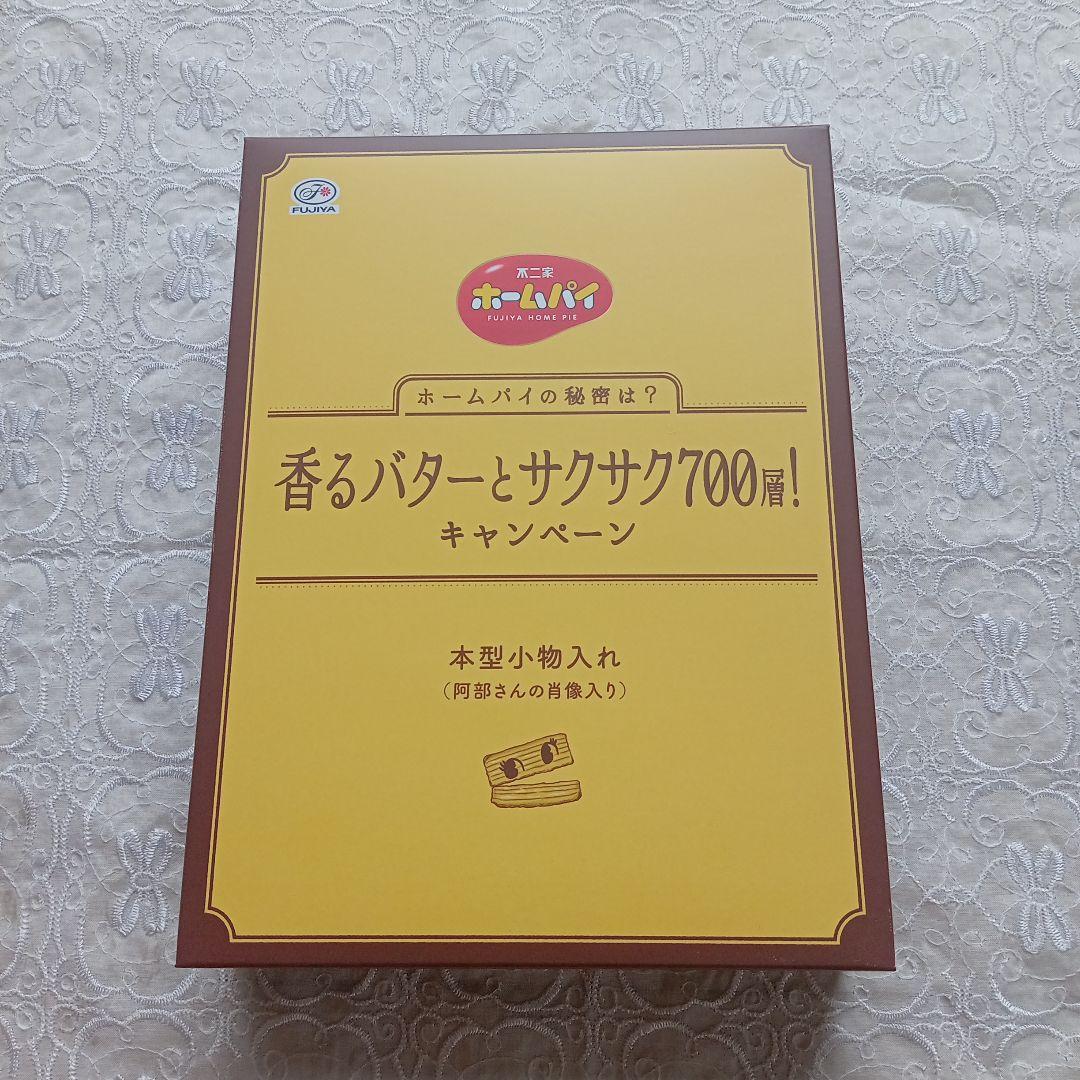 FUJIYA
不二家
ホームパイ
FUJIYA HOME PIE
ホームパイの秘密は?
香るバターとサクサク700層!
キャンペーン
本型小物入れ
(阿部さんの肖像入り)